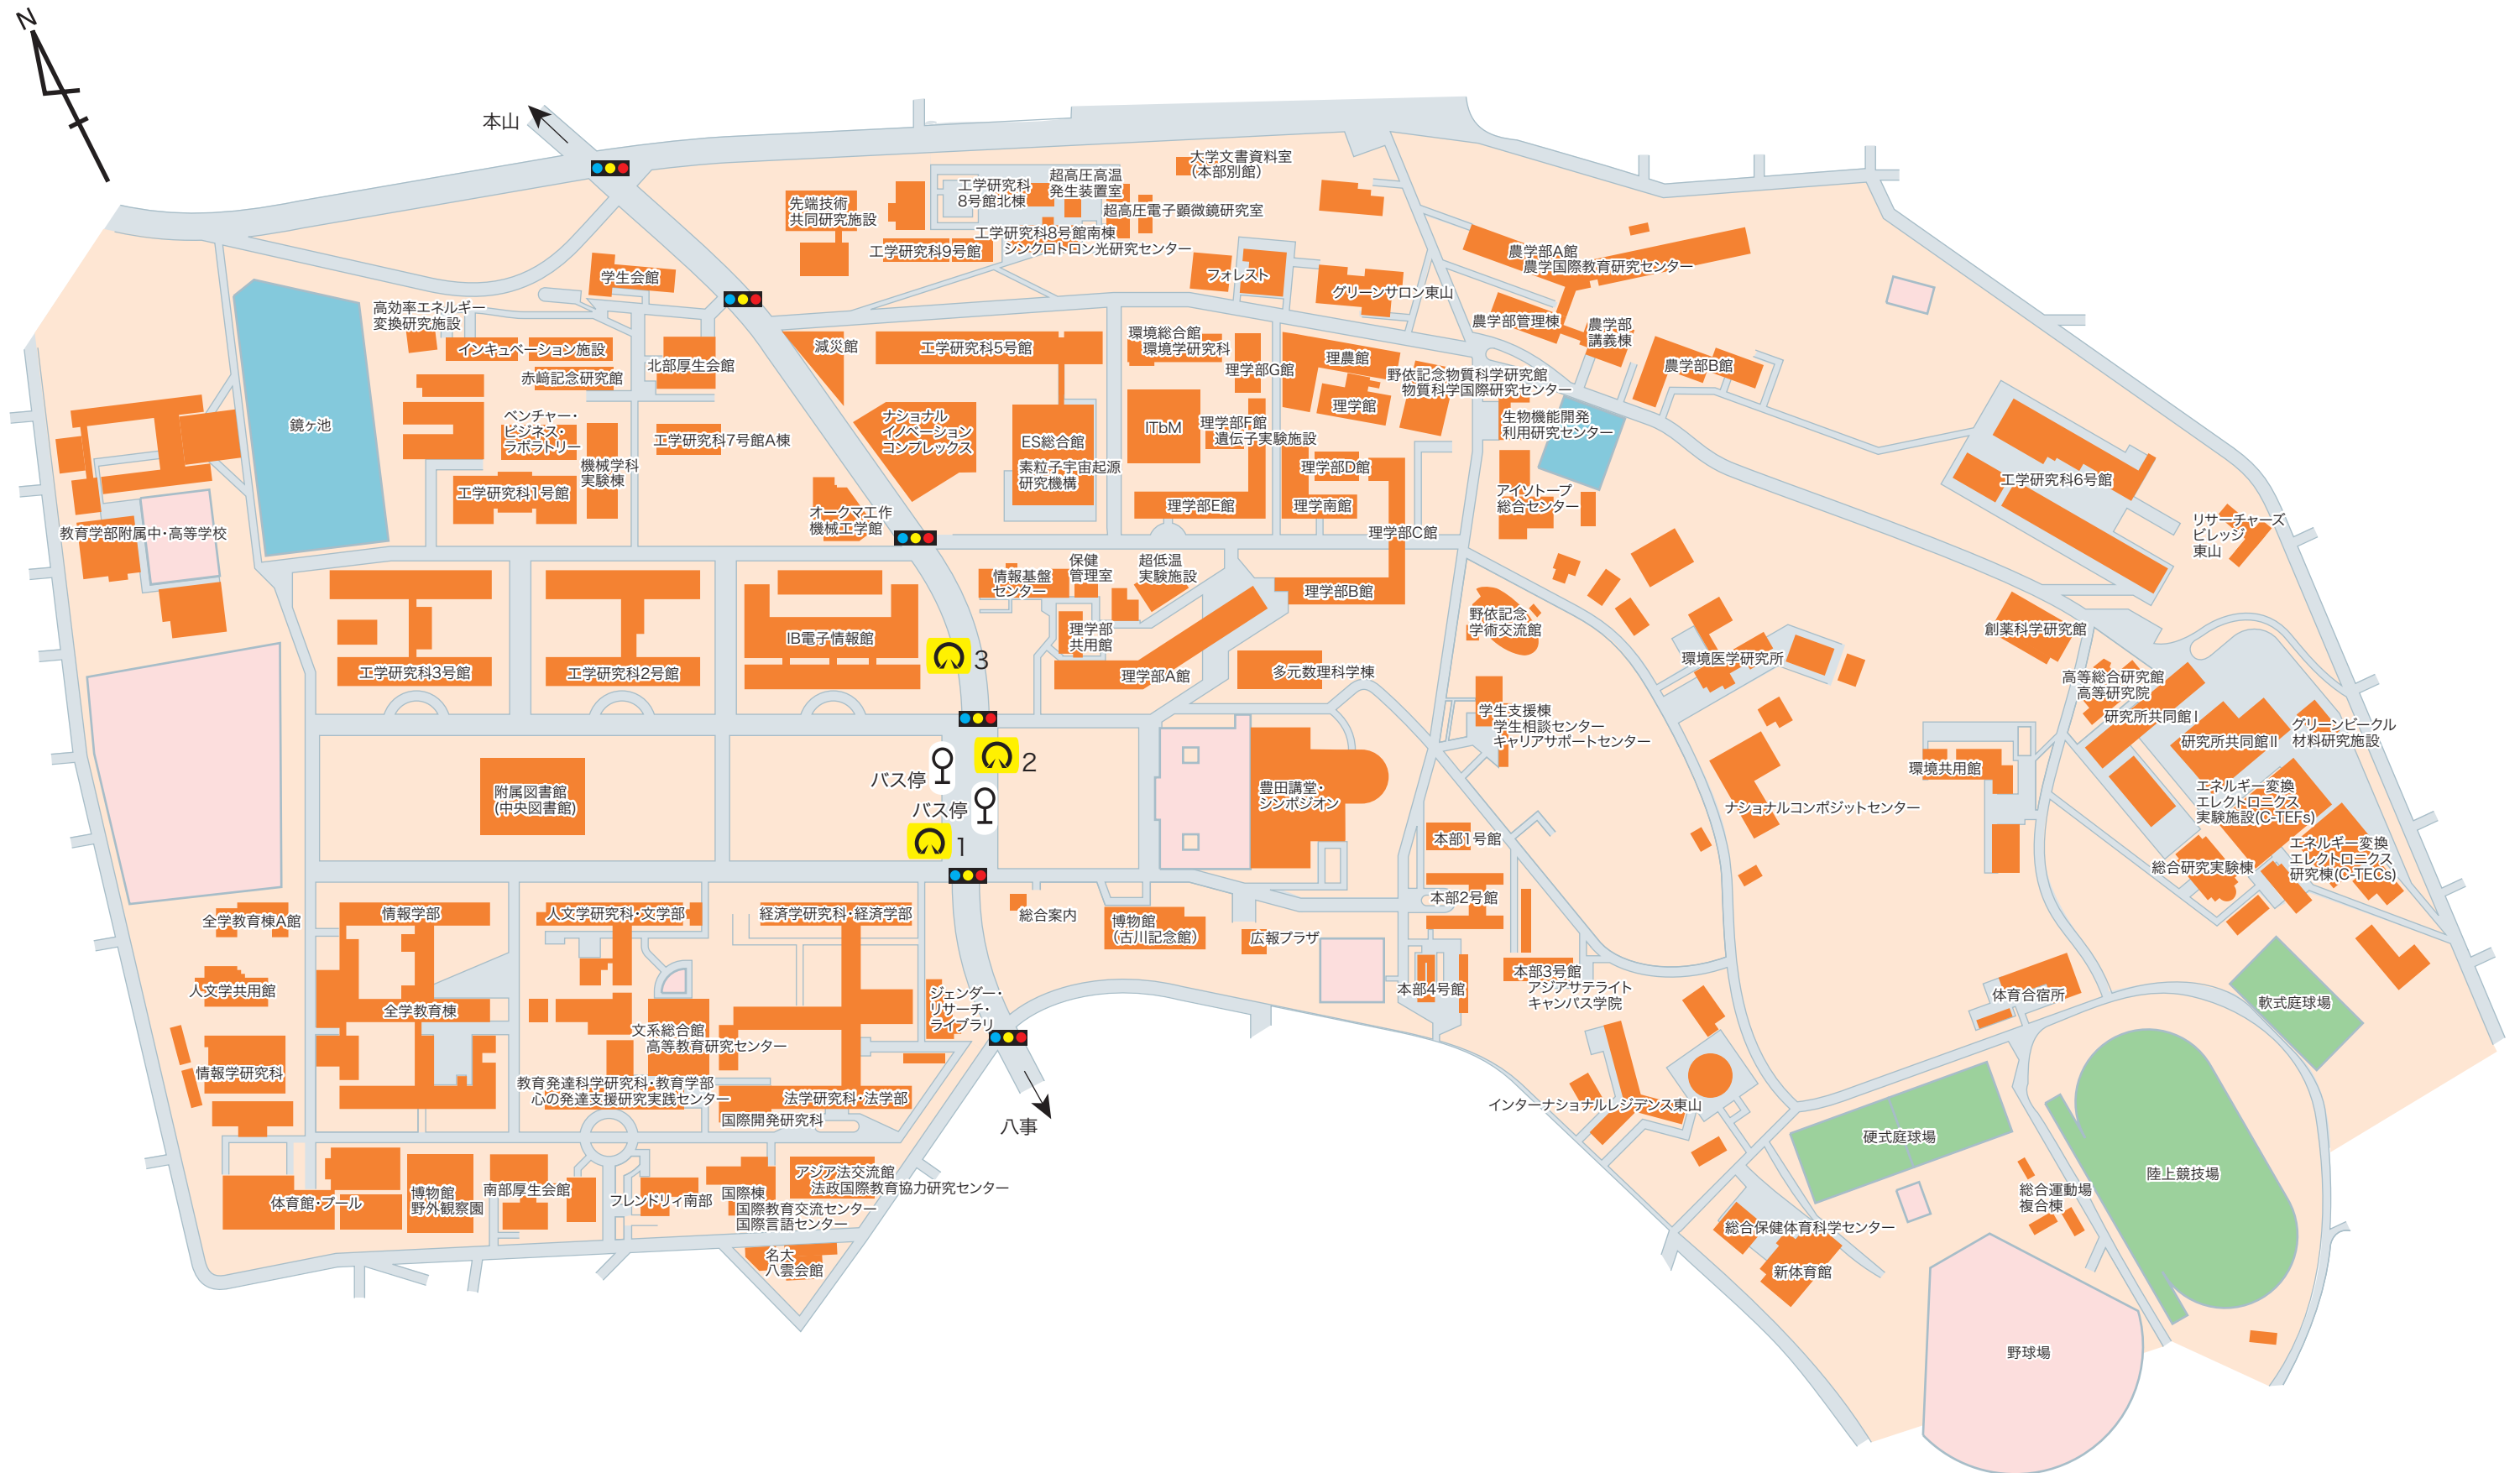 N
本山
大学文書資料室
(本部別館)
超高圧高温
発生装置室
工学研究科
8号館北棟
先端技術
共同研究施設
超高圧電子顕微鏡研究室
工学研究科8号館南棟
シンクロトロン光研究センター
工学研究科9号館
農学部A館
農学国際教育研究センター
学生会館
フォレスト
グリーンサロン東山
高効率エネルギー
変換研究施設
農学部管理棟
農学部
講義棟
インキュベーション施設
北部厚生会館
減災館
工学研究科5号館
環境総合館
環境学研究科
理学部G館
理農館
農学部B館
赤﨑記念研究館
野依記念物質科学研究館
物質科学国際研究センター
理学館
鏡ヶ池
ベンチャー・
ビジネス・
ラボラトリー
工学研究科7号館A棟
ナショナル
イノベーション
コンプレックス
ES総合館
ITbM
理学部F館
遺伝子実験施設
生物機能開発
利用研究センター
機械学科
実験棟
素粒子宇宙起源
研究機構
理学部D館
工学研究科6号館
工学研究科1号館
オークマ工作
機械工学館
理学部E館
理学南館
アイソトープ
総合センター
リサーチャーズ
ビレッジ
東山
教育学部附属中・高等学校
理学部C館
情報基盤
センター
保健
管理室
超低温
実験施設
理学部B館
野依記念
学術交流館
創薬科学研究館
IB電子情報館
理学部
共用館
3
環境医学研究所
工学研究科3号館
工学研究科2号館
理学部A館
多元数理科学棟
高等総合研究館
高等研究院
学生支援棟
学生相談センター
キャリアサポートセンター
研究所共同館Ⅰ
研究所共同館Ⅱ
グリーンビークル
材料研究施設
2
バス停
バス停
1
附属図書館
(中央図書館)
豊田講堂・
シンポジオン
環境共用館
ナショナルコンポジットセンター
エネルギー変換
エレクトロニクス
実験施設(C-TEFs)
本部1号館
エネルギー変換
エレクトロニクス
研究棟(C-TECs)
総合研究実験棟
本部2号館
全学教育棟A館
情報学部
人文学研究科・文学部
経済学研究科・経済学部
総合案内
博物館
(古川記念館)
広報プラザ
人文学共用館
全学教育棟
ジェンダー・
リサーチ・
ライブラリ
本部3号館
アジアサテライト
キャンパス学院
本部4号館
体育合宿所
軟式庭球場
文系総合館
高等教育研究センター
情報学研究科
教育発達科学研究科・教育学部
心の発達支援研究実践センター
法学研究科・法学部
国際開発研究科
八事
インターナショナルレジデンス東山
硬式庭球場
陸上競技場
体育館・プール
博物館
野外観察園
南部厚生会館
フレンドリィ南部
国際棟
国際教育交流センター
国際言語センター
アジア法交流館
法政国際教育協力研究センター
総合運動場
複合棟
総合保健体育科学センター
新体育館
名大
八雲会館
野球場